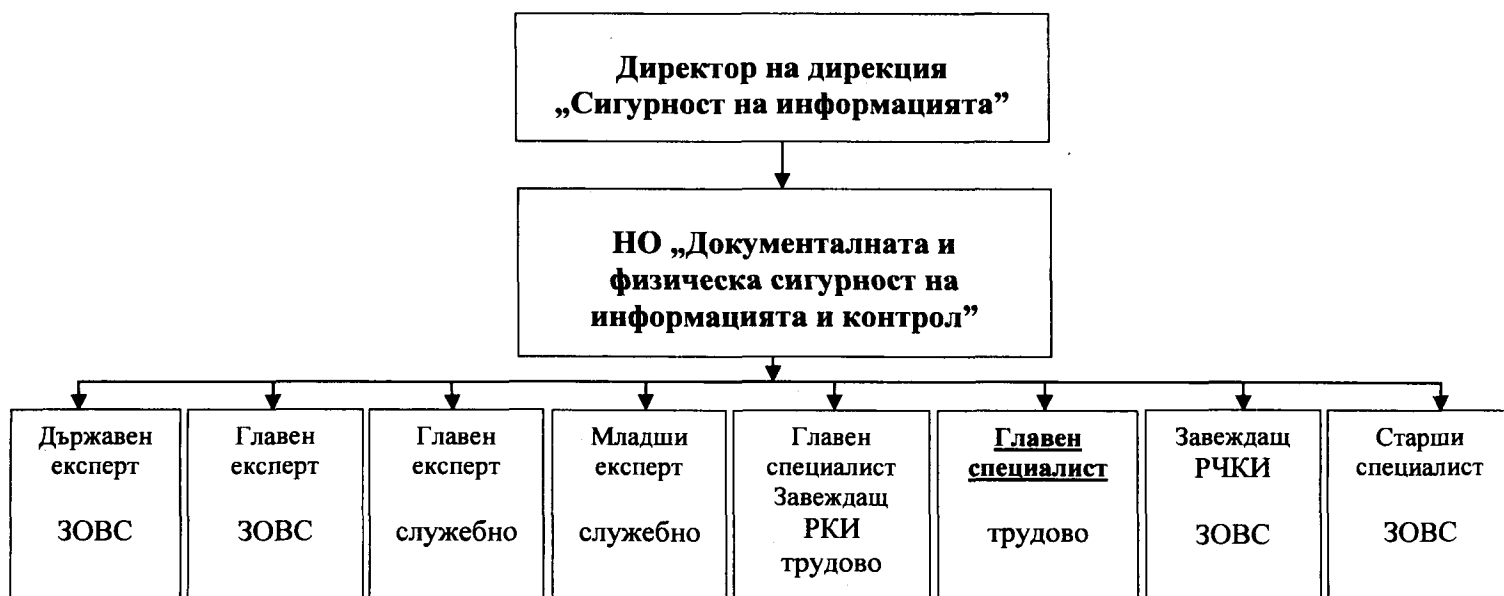 Директор на дирекция
„Сигурност на информацията”
НО „Документалната и
физическа сигурност на
информацията и контрол”
Държавен
експерт
ЗОВС
Главен
експерт
ЗОВС
Главен
експерт
служебно
Младши
експерт
служебно
Главен
специалист
Завеждащ
РКИ
трудово
Главен
специалист
трудово
Завеждащ
РЧКИ
ЗОВС
Старши
специалист
ЗОВС